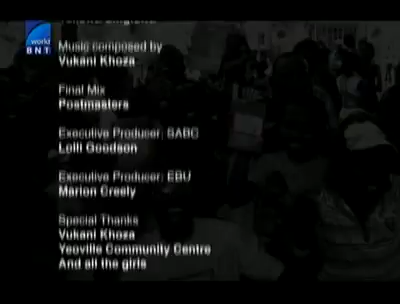 world
BNT
Music composed by
Vukani Khoza
Final Mix
Postmasters
Executive Producer; SABC
Lolli Goodson
Executive Producer; EBU
Marion Creely
Special Thanks
Vukani Khoza
Yeoville Community Centre
And all the girls